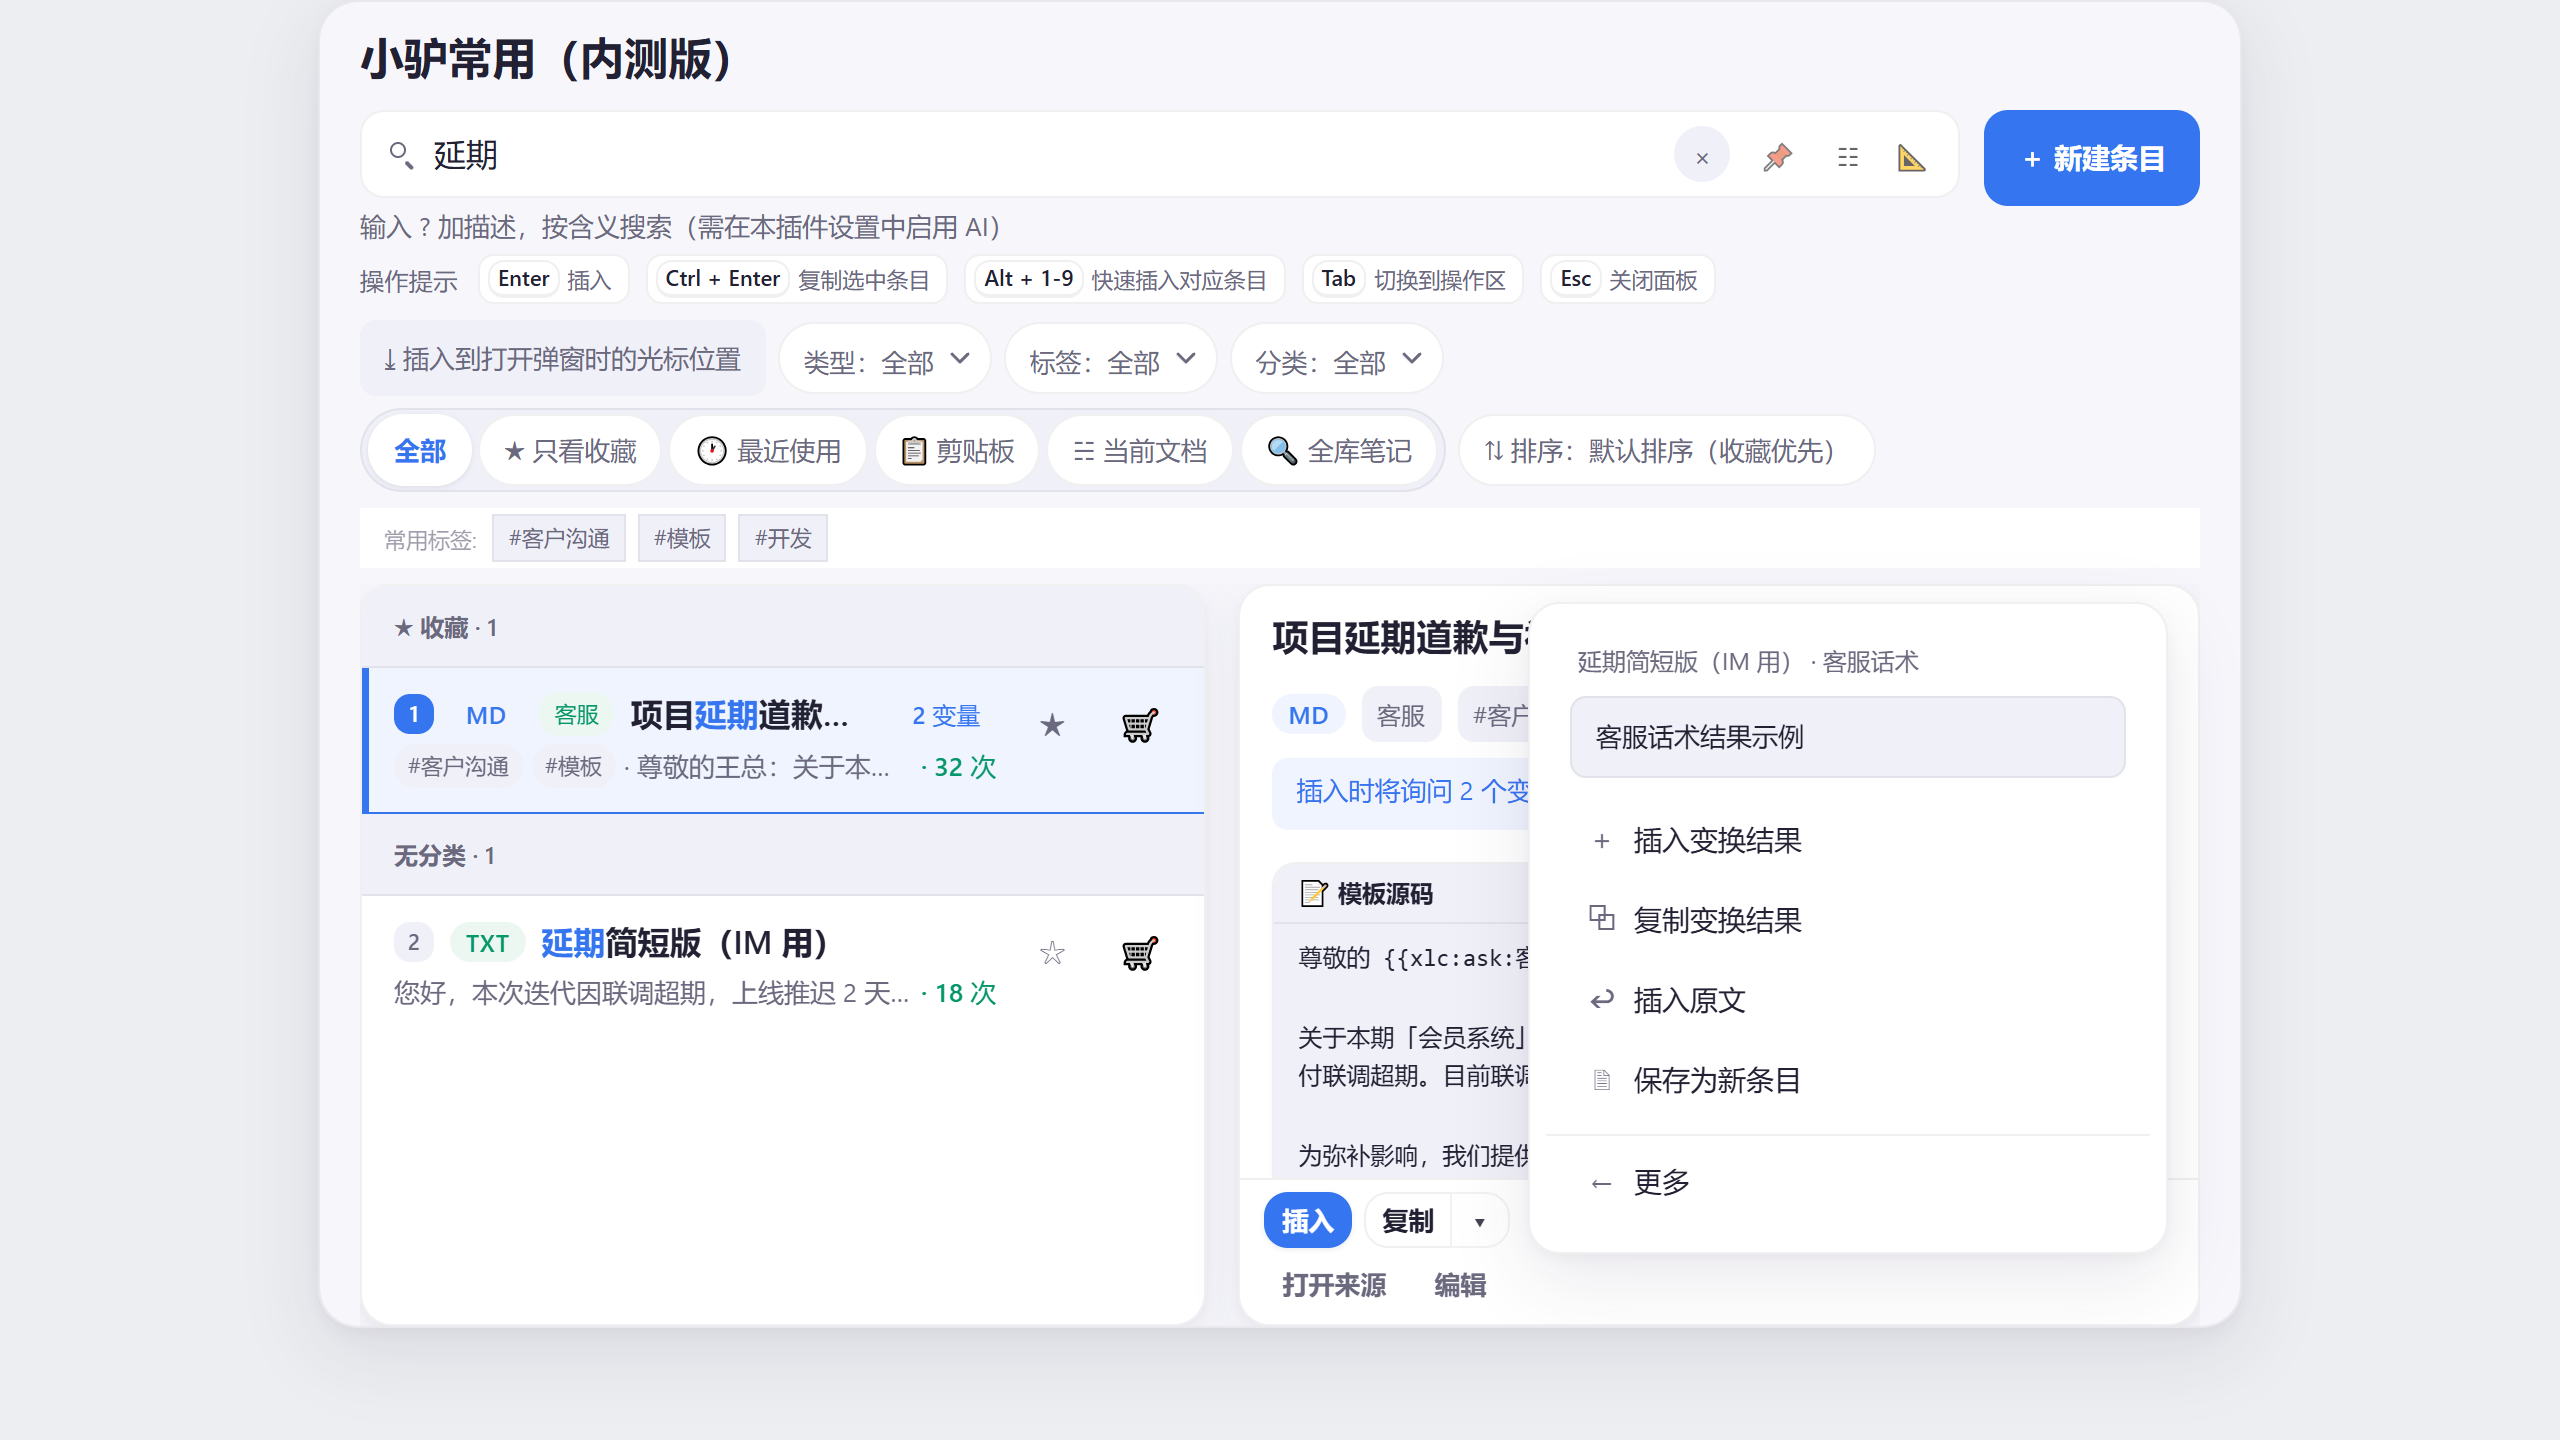 小驴常用（内测版）
延期
+ 新建条目
输入 ? 加描述，按含义搜索（需在本插件设置中启用 AI）
操作提示 Enter 插入 Ctrl + Enter 复制选中条目 Alt + 1-9 快速插入对应条目 Tab 切换到操作区 Esc 关闭面板
插入到打开弹窗时的光标位置 类型：全部 标签：全部 分类：全部
全部 ★ 只看收藏 最近使用 剪贴板 当前文档 全库笔记 排序：默认排序（收藏优先）
常用标签: #客户沟通 #模板 #开发
★ 收藏 · 1
1 MD 客服 项目延期道歉... 2 变量
#客户沟通 #模板 · 尊敬的王总：关于本... · 32 次
无分类 · 1
2 TXT 延期简短版（IM 用）
您好，本次迭代因联调超期，上线推迟 2 天... · 18 次
项目延期道歉与
MD 客服 #客户
插入时将询问 2 个变
模板源码
尊敬的 {{xlc:ask:客
关于本期「会员系统」
付联调超期。目前联调
为弥补影响，我们提供
插入 复制
打开来源 编辑
延期简短版（IM 用） · 客服话术
客服话术结果示例
+ 插入变换结果
复制变换结果
插入原文
保存为新条目
← 更多